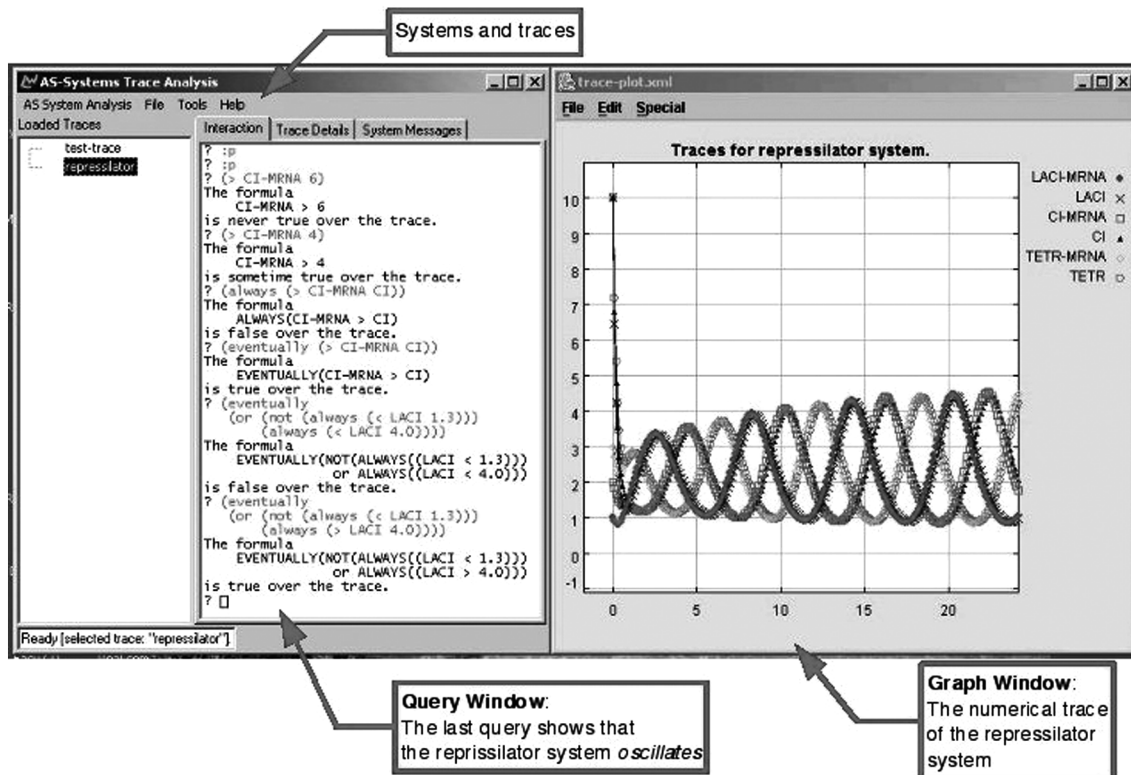 Systems and traces
AS-Systems Trace Analysis
AS System Analysis File Tools Help
Loaded Traces
test-trace
repressilator
Interaction Trace Details System Messages
? :p
? :p
? (> CI-MRNA 6)
The formula
CI-MRNA > 6
is never true over the trace.
? (> CI-MRNA 4)
The formula
CI-MRNA > 4
is sometime true over the trace.
? (always (> CI-MRNA CI))
The formula
ALWAYS(CI-MRNA > CI)
is false over the trace.
? (eventually (> CI-MRNA CI))
The formula
EVENTUALLY(CI-MRNA > CI)
is true over the trace.
? (eventually
(or (not (always (< LACI 1.3)))
(always (< LACI 4.0))))
The formula
EVENTUALLY(NOT(ALWAYS((LACI < 1.3)))
or ALWAYS((LACI < 4.0)))
is false over the trace.
? (eventually
(or (not (always (< LACI 1.3)))
(always (> LACI 4.0))))
The formula
EVENTUALLY(NOT(ALWAYS((LACI < 1.3)))
or ALWAYS((LACI > 4.0)))
is true over the trace.
?
Ready [selected trace: "repressilator"]
trace-plot.xml
File Edit Special
Traces for repressilator system.
LACI-MRNA
LACI
CI-MRNA
CI
TETR-MRNA
TETR
10
9
8
7
6
5
4
3
2
1
0
-1
0 5 10 15 20
Query Window:
The last query shows that
the reprissilator system oscillates
Graph Window:
The numerical trace
of the repressilator
system